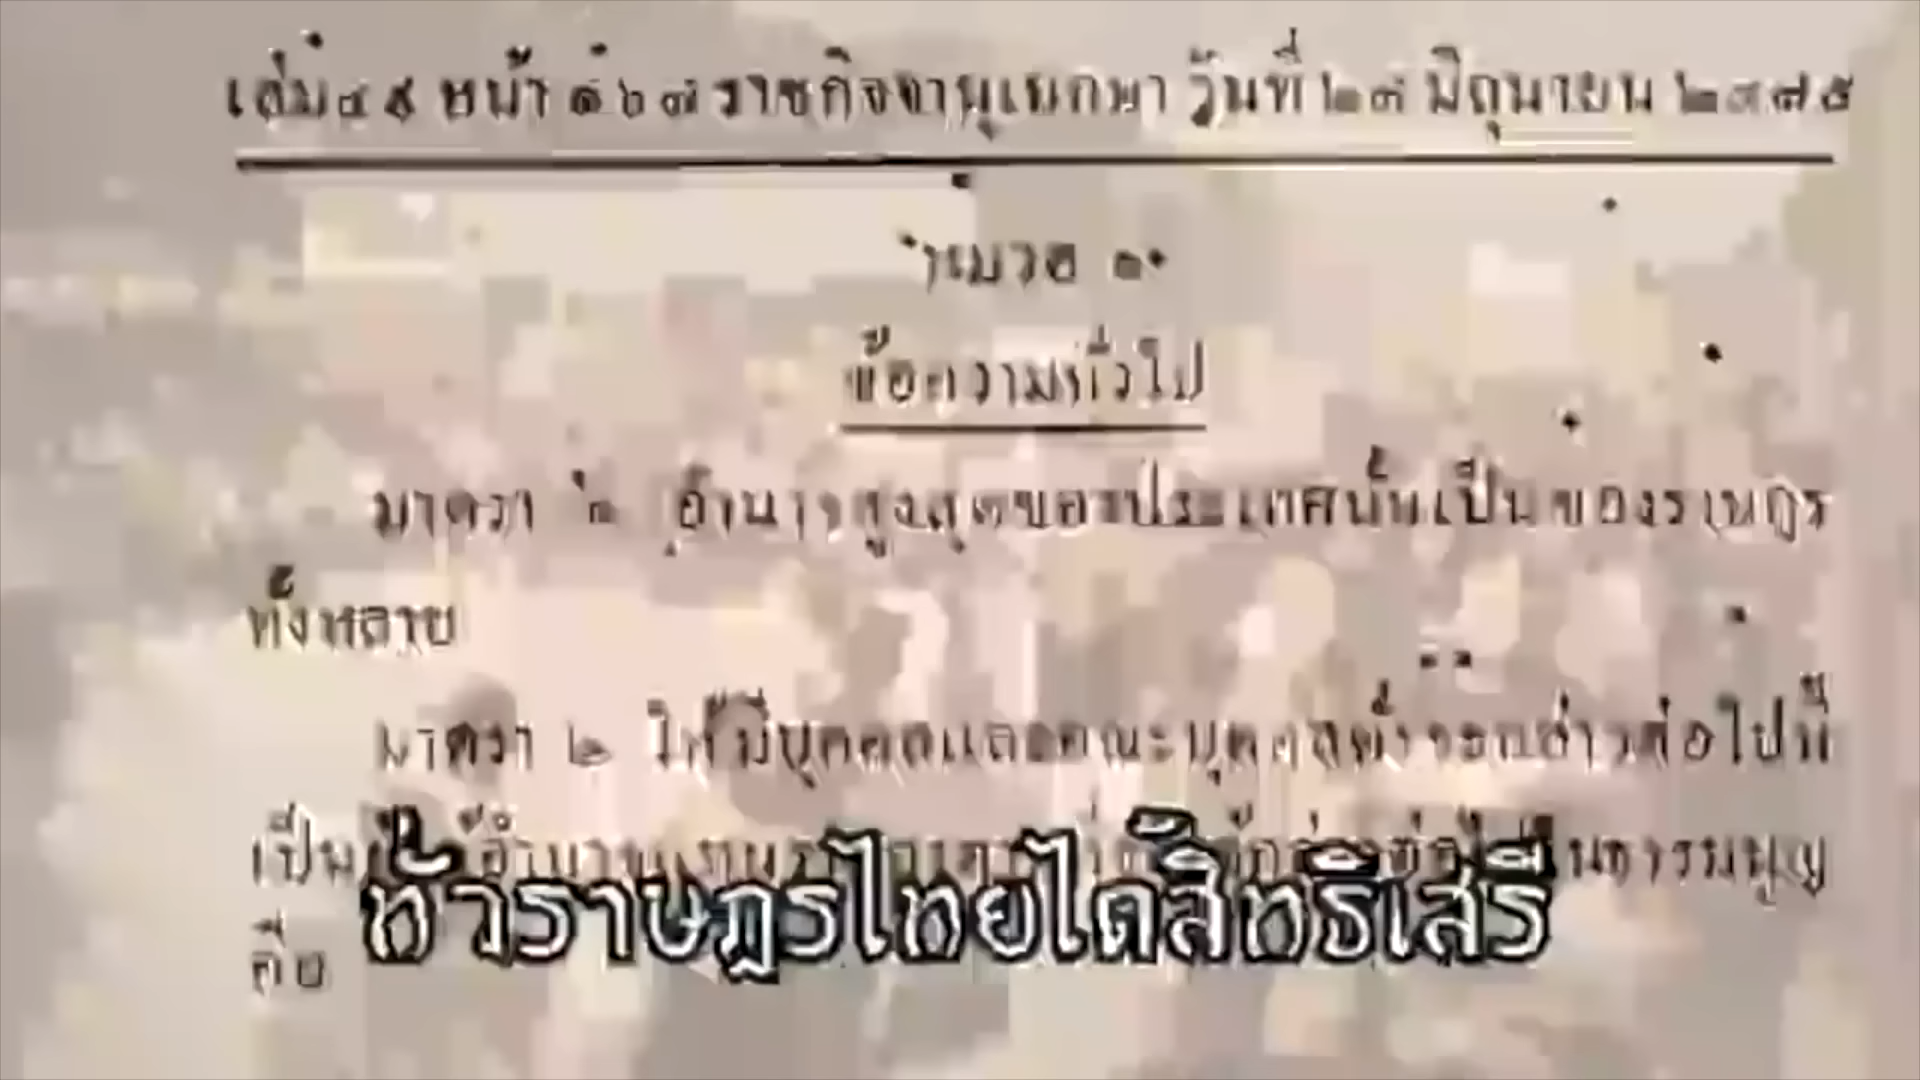 เล่ม ๔๙ หน้า ๑๖๗ ราชกิจจานุเบกษา วันที่ ๒๗ มิถุนายน ๒๔๗๕
หมวด ๑
ข้อความทั่วไป
มาตรา ๑ อำนาจสูงสุดของประเทศนั้นเป็นของราษฎร
ทั้งหลาย
มาตรา ๒ ให้มีบุคคลและคณะบุคคลดั่งจะกล่าวต่อไปนี้
เป็น
คือ
ทั่วราษฎรไทยได้สิทธิเสรี